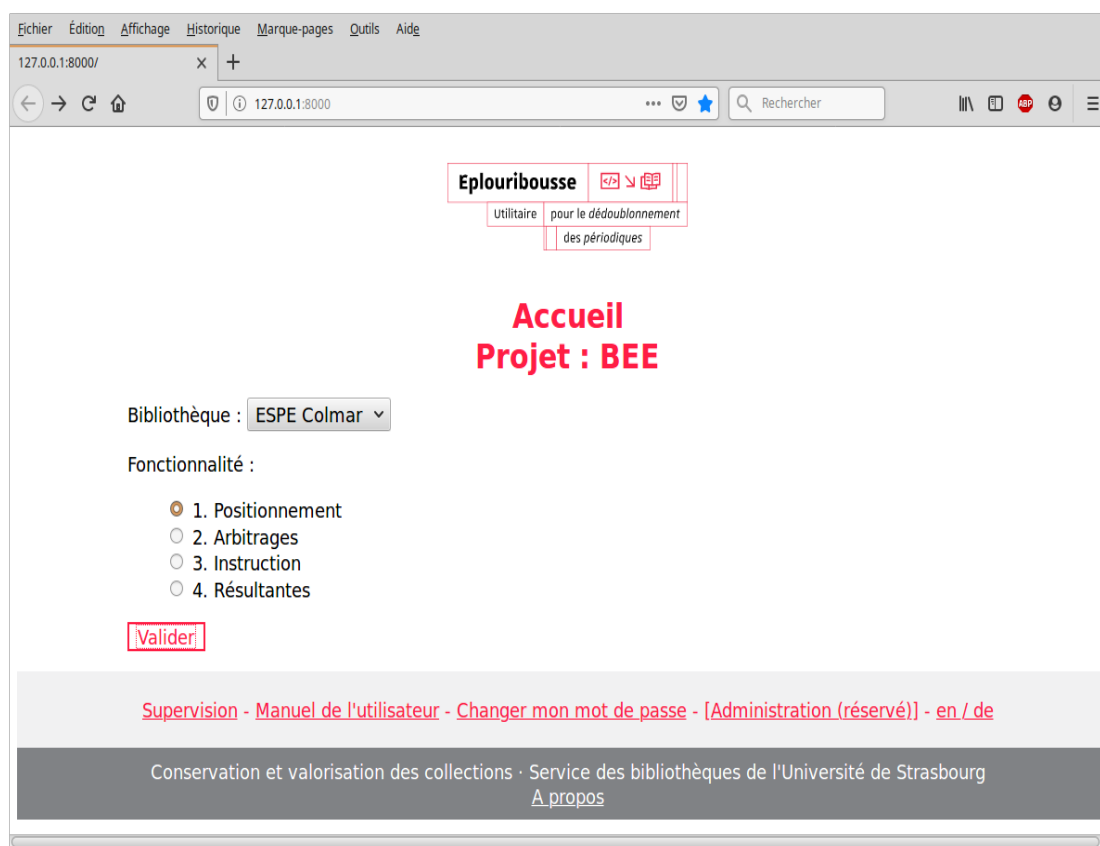 Fichier Édition Affichage Historique Marque-pages Outils Aide
127.0.0.1:8000/
127.0.0.1:8000 Rechercher ABP
Eplouribousse </>
Utilitaire pour le dédoublonnement
des périodiques
Accueil
Projet : BEE
Bibliothèque : ESPE Colmar
Fonctionnalité :
1. Positionnement
2. Arbitrages
3. Instruction
4. Résultantes
Valider
Supervision - Manuel de l'utilisateur - Changer mon mot de passe - [Administration (réservé)] - en / de
Conservation et valorisation des collections · Service des bibliothèques de l'Université de Strasbourg
A propos